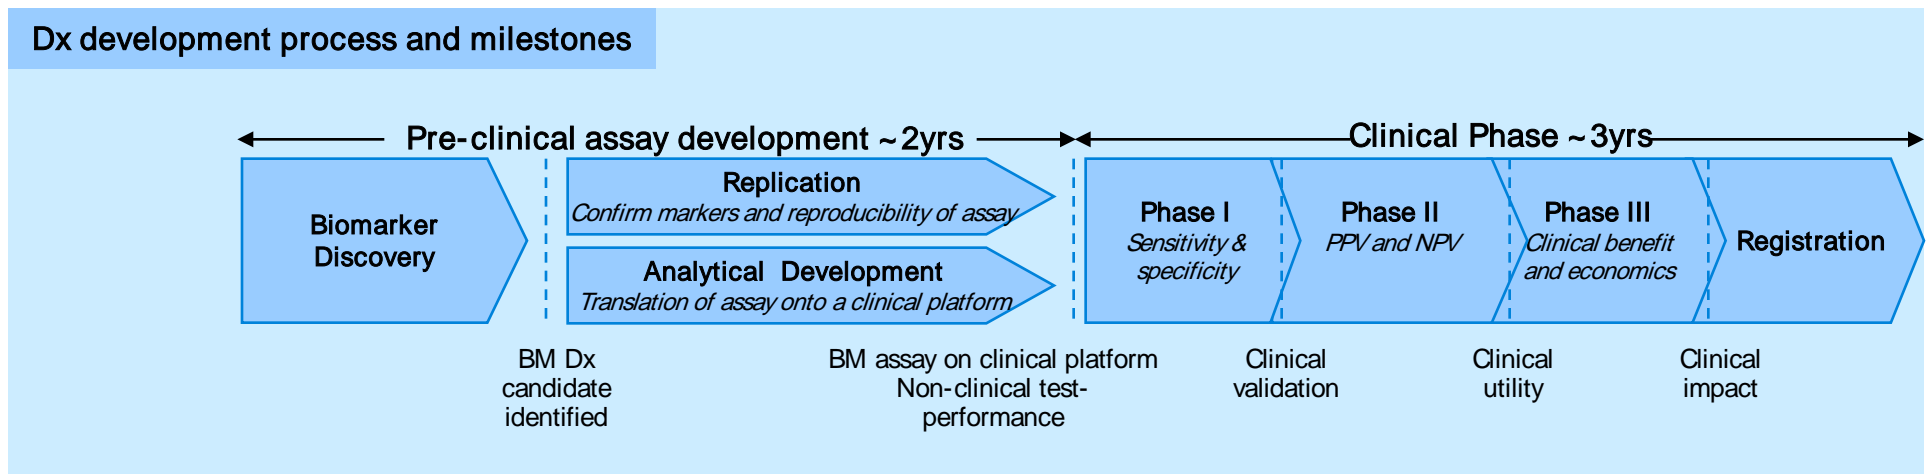 Dx development process and milestones
Pre-clinical assay development ~2yrs
Clinical Phase ~3yrs
Biomarker
Discovery
Replication
Confirm markers and reproducibility of assay
Analytical Development
Translation of assay onto a clinical platform
Phase I
Sensitivity &
specificity
Phase II
PPV and NPV
Phase III
Clinical benefit
and economics
Registration
BM Dx
candidate
identified
BM assay on clinical platform
Non-clinical test-
performance
Clinical
validation
Clinical
utility
Clinical
impact